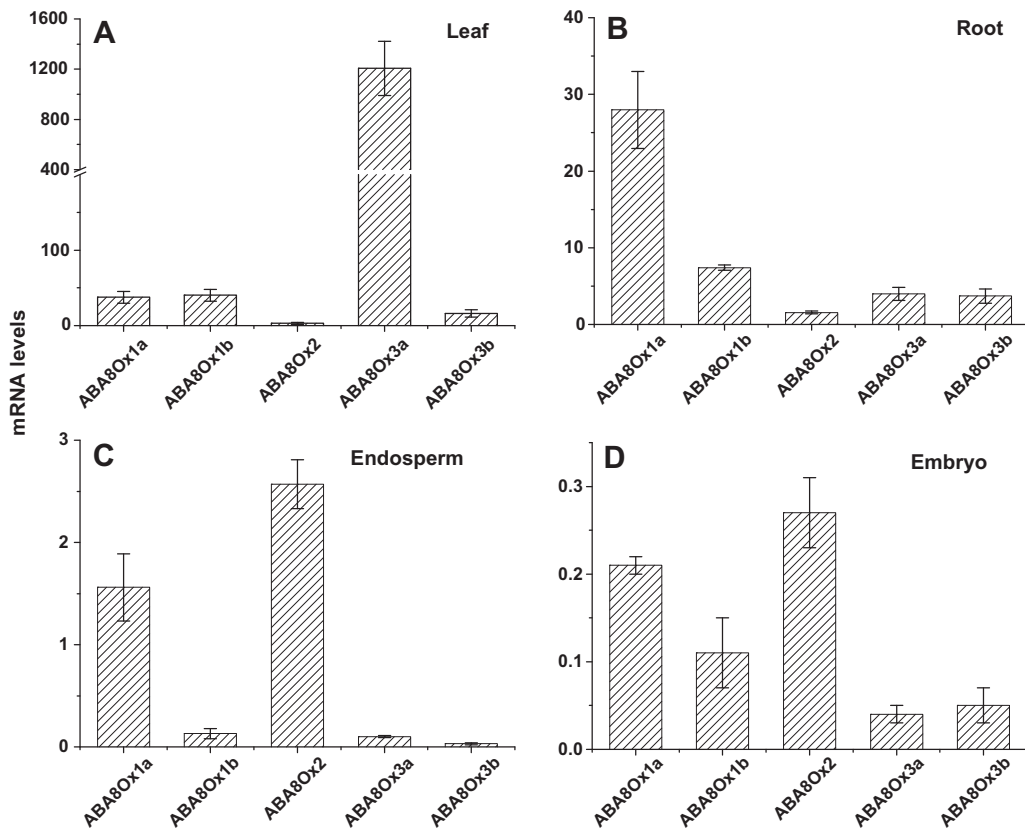 mRNA levels
A
Leaf
1600
1200
800
400
100
0
ABA8Ox1a
ABA8Ox1b
ABA8Ox2
ABA8Ox3a
ABA8Ox3b
B
Root
40
30
20
10
0
ABA8Ox1a
ABA8Ox1b
ABA8Ox2
ABA8Ox3a
ABA8Ox3b
C
Endosperm
3
2
1
0
ABA8Ox1a
ABA8Ox1b
ABA8Ox2
ABA8Ox3a
ABA8Ox3b
D
Embryo
0.3
0.2
0.1
0.0
ABA8Ox1a
ABA8Ox1b
ABA8Ox2
ABA8Ox3a
ABA8Ox3b